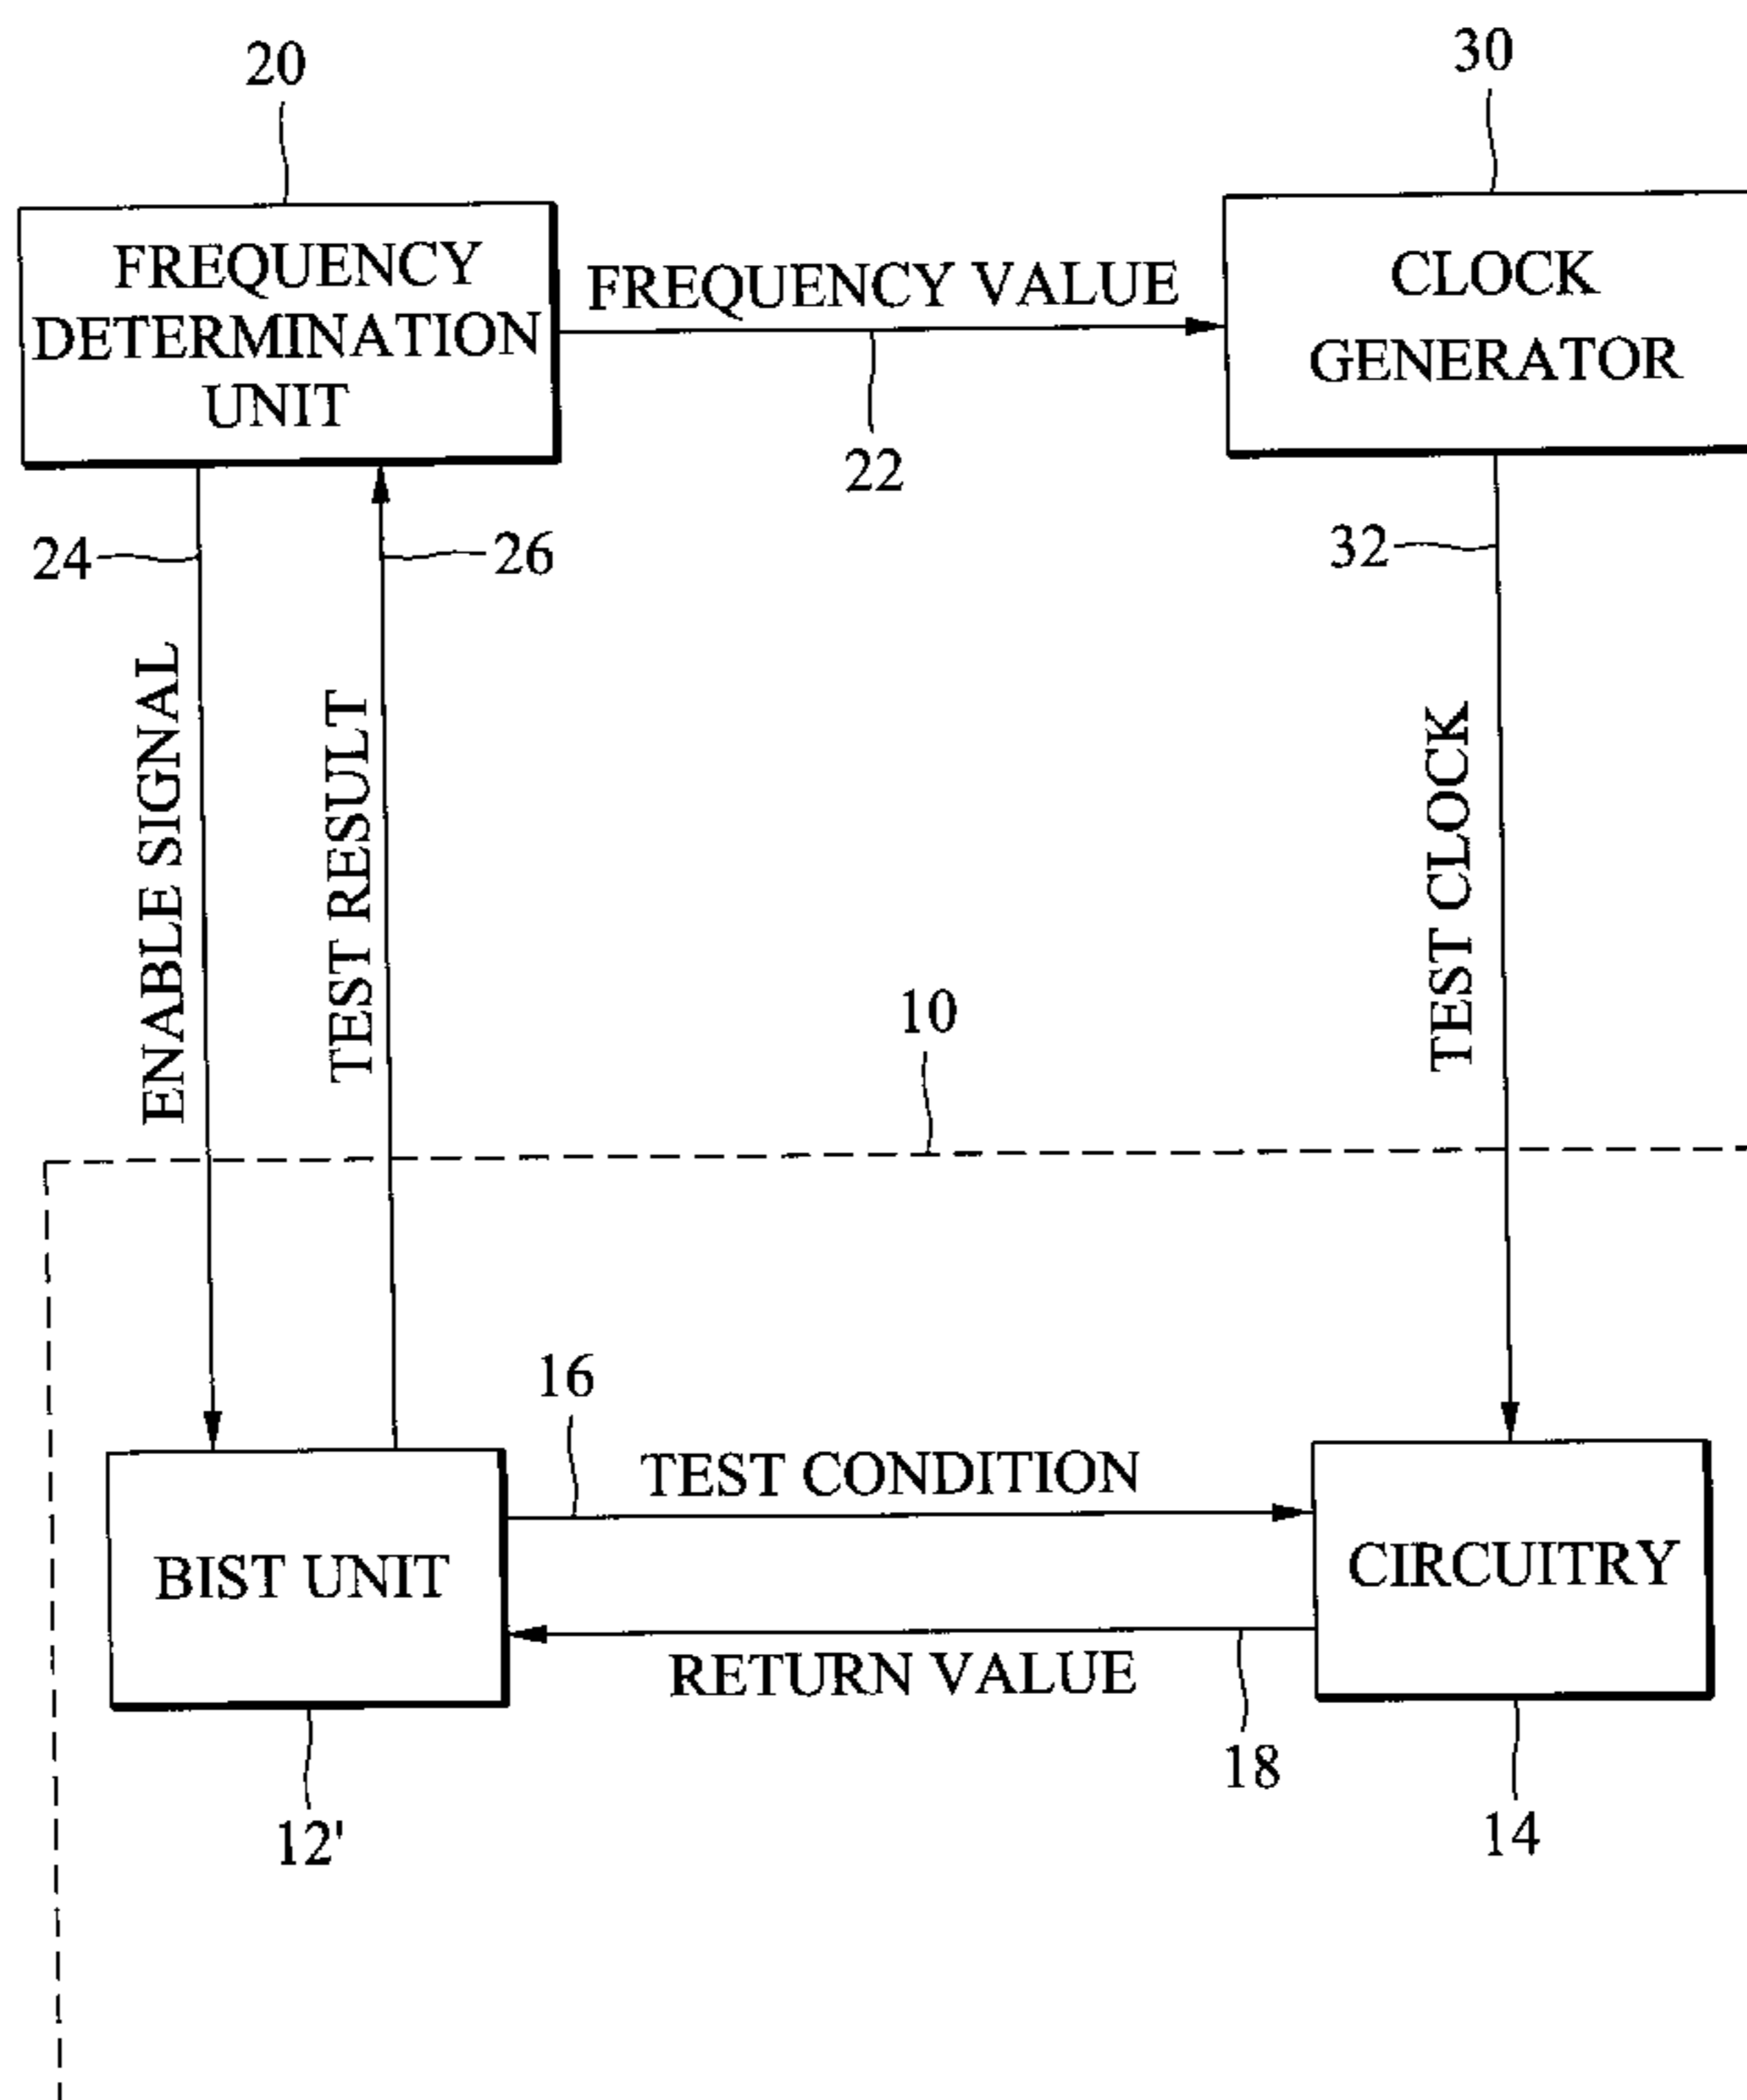 20
30
FREQUENCY
DETERMINATION
UNIT
FREQUENCY VALUE
CLOCK
GENERATOR
22
24
26
32
ENABLE SIGNAL
TEST RESULT
TEST CLOCK
10
16
TEST CONDITION
BIST UNIT
CIRCUITRY
RETURN VALUE
18
12'
14